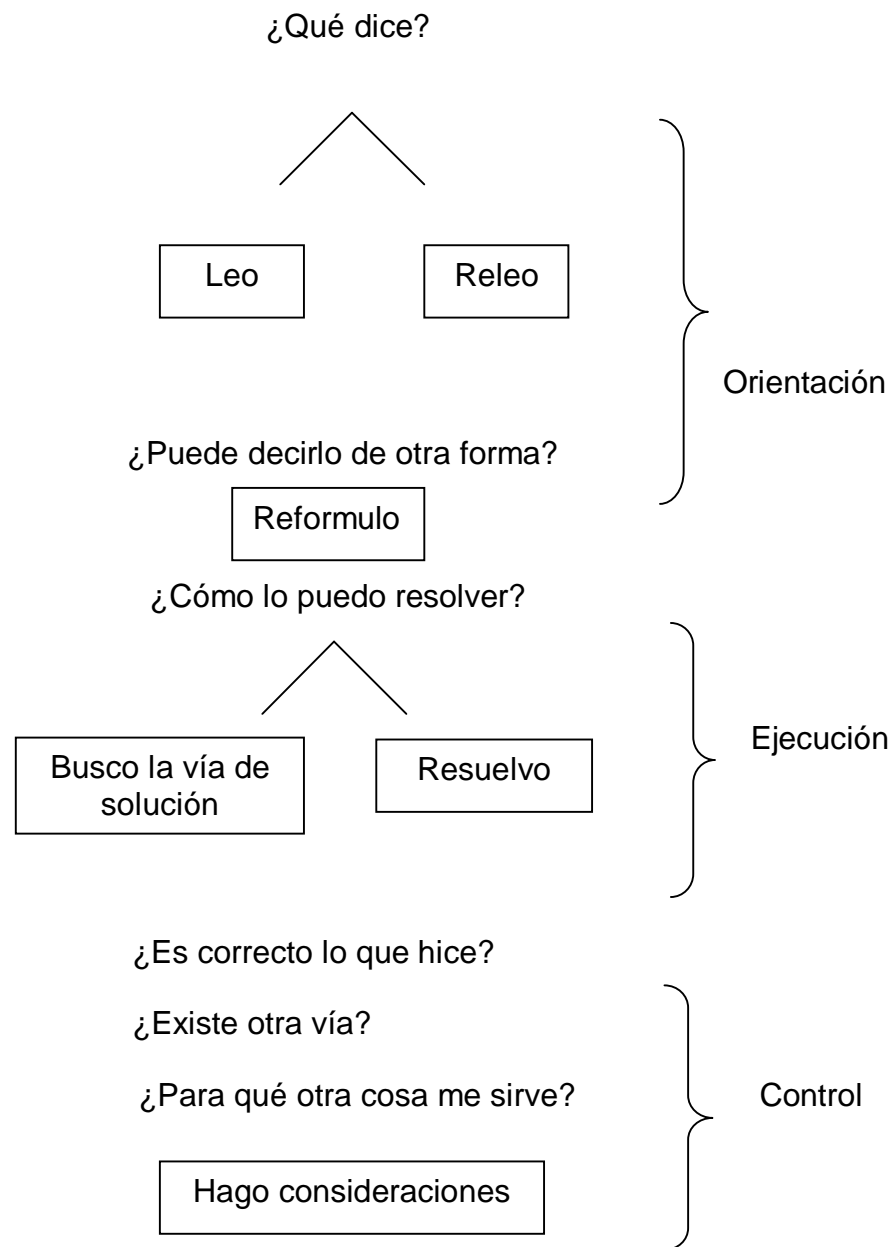 ¿Qué dice?
Leo
Releo
Orientación
¿Puede decirlo de otra forma?
Reformulo
¿Cómo lo puedo resolver?
Busco la vía de
solución
Resuelvo
Ejecución
¿Es correcto lo que hice?
¿Existe otra vía?
¿Para qué otra cosa me sirve?
Control
Hago consideraciones